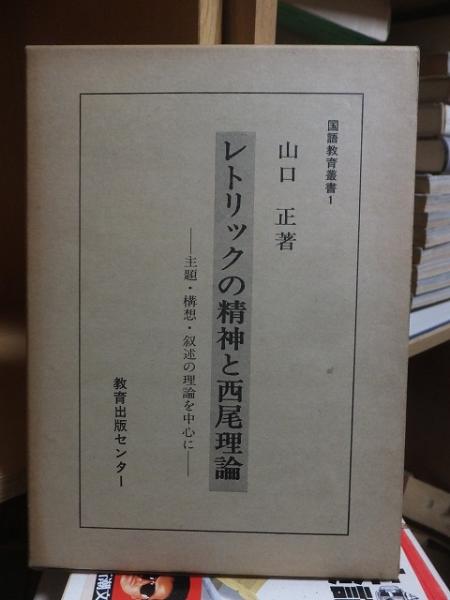 国語教育叢書1
山口 正著
レトリックの精神と西尾理論
――主題・構想・叙述の理論を中心に――
教育出版センター
潮文